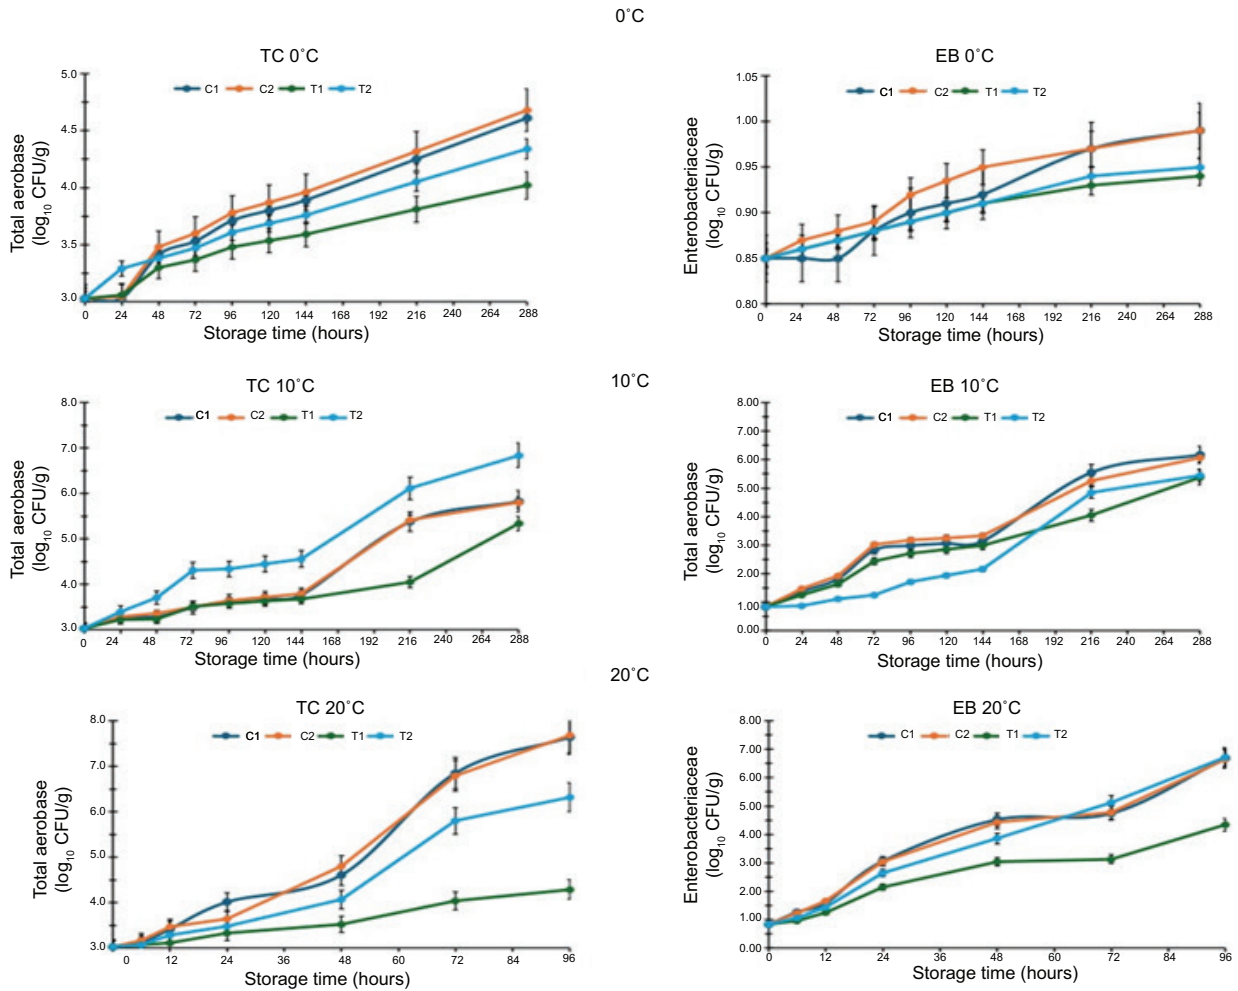 0˚C
TC 0˚C
Total aerobase
(log10 CFU/g)
5.0
4.5
4.0
3.5
3.0
C1 C2 T1 T2
0 24 48 72 96 120 144 168 192 216 240 264 288
Storage time (hours)
EB 0˚C
Enterobacteriaceae
(log10 CFU/g)
1.05
1.00
0.95
0.90
0.85
0.80
C1 C2 T1 T2
0 24 48 72 96 120 144 168 192 216 240 264 288
Storage time (hours)
10˚C
TC 10˚C
Total aerobase
(log10 CFU/g)
8.0
7.0
6.0
5.0
4.0
3.0
C1 C2 T1 T2
0 24 48 72 96 120 144 168 192 216 240 264 288
Storage time (hours)
EB 10˚C
Total aerobase
(log10 CFU/g)
8.00
7.00
6.00
5.00
4.00
3.00
2.00
1.00
0.00
C1 C2 T1 T2
0 24 48 72 96 120 144 168 192 216 240 264 288
Storage time (hours)
20˚C
TC 20˚C
Total aerobase
(log10 CFU/g)
8.0
7.0
6.0
5.0
4.0
3.0
C1 C2 T1 T2
0 12 24 36 48 60 72 84 96
Storage time (hours)
EB 20˚C
Enterobacteriaceae
(log10 CFU/g)
8.00
7.00
6.00
5.00
4.00
3.00
2.00
1.00
0.00
C1 C2 T1 T2
0 12 24 36 48 60 72 84 96
Storage time (hours)